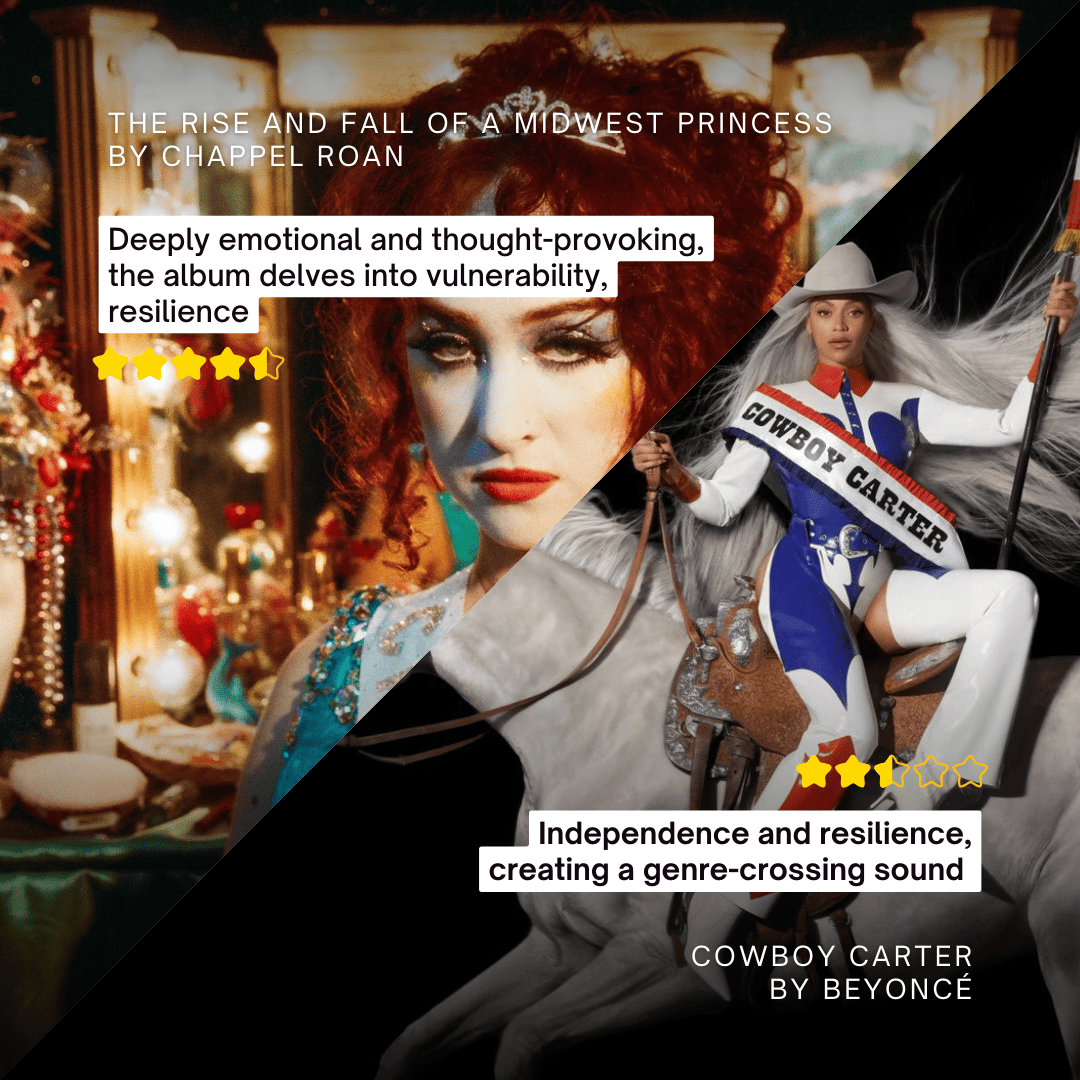 THE RISE AND FALL OF A MIDWEST PRINCESS
BY CHAPPEL ROAN
Deeply emotional and thought-provoking,
the album delves into vulnerability,
resilience
COWBOY CARTER
Independence and resilience,
creating a genre-crossing sound
COWBOY CARTER
BY BEYONCÉ